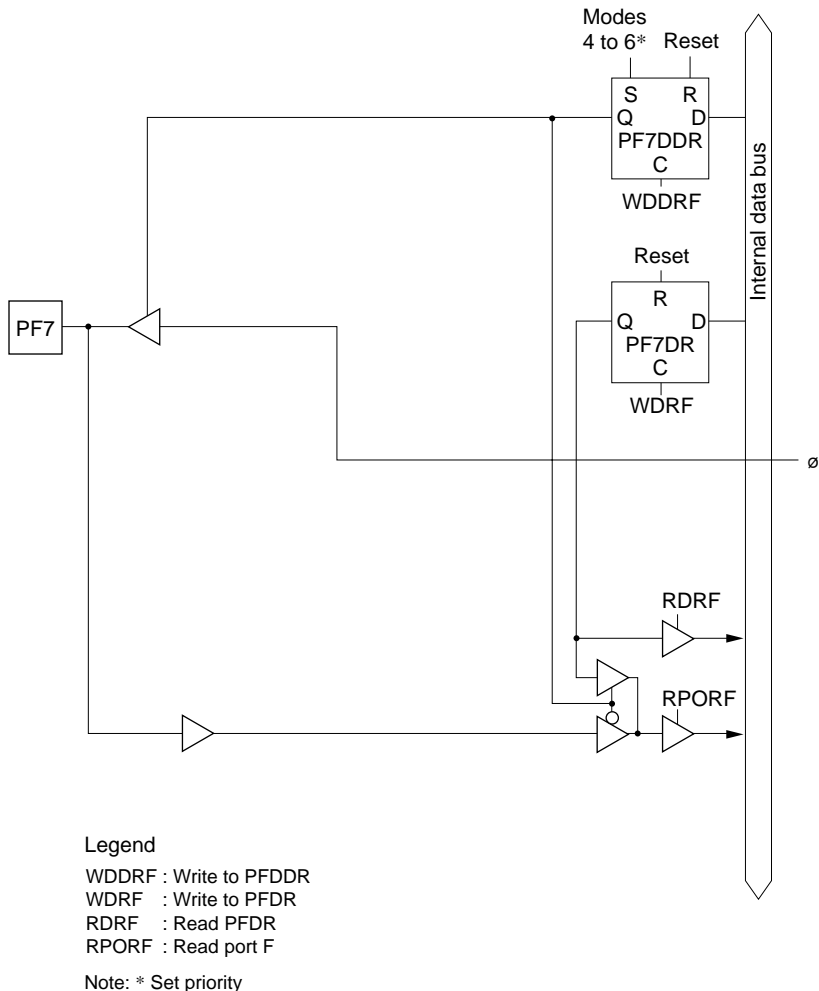 Modes
4 to 6* Reset
S R
Q D
PF7DDR
C
WDDRF
Internal data bus
Reset
R
Q D
PF7DR
C
WDRF
PF7
ø
RDRF
RPORF
Legend
WDDRF : Write to PFDDR
WDRF : Write to PFDR
RDRF : Read PFDR
RPORF : Read port F
Note: * Set priority